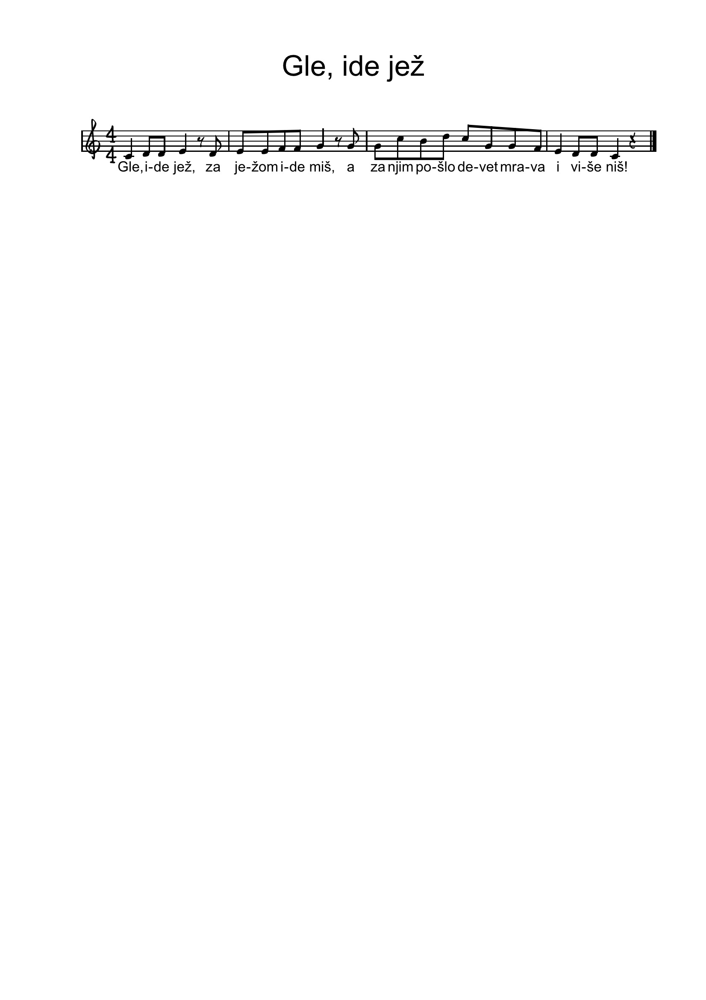 Gle, ide jež
4
4
Gle, i-de jež, za je-žom i-de miš, a za njim po-šlo de-vet mra-va i vi-še niš!